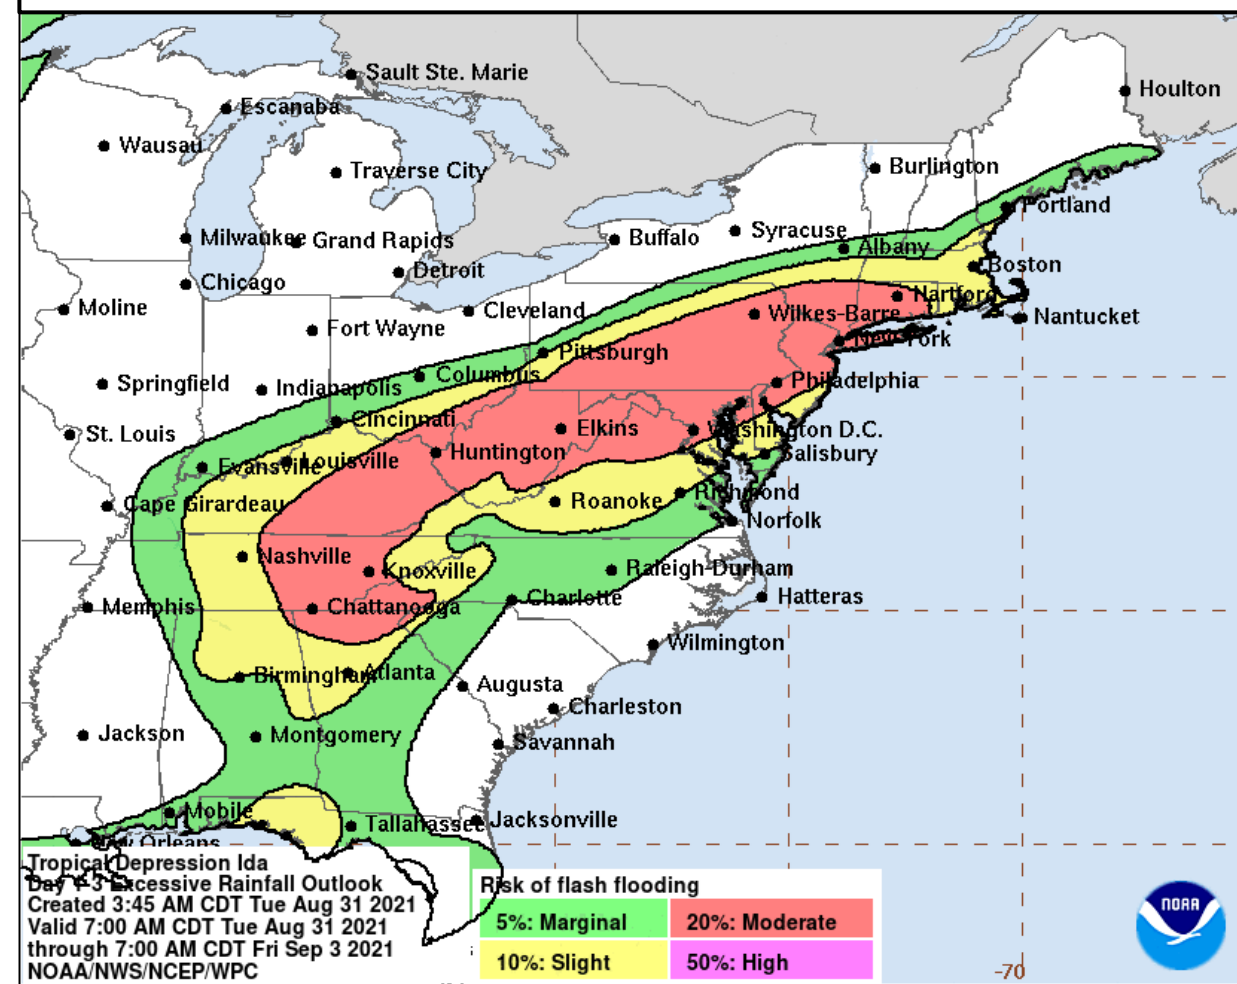 Sault Ste. Marie
Houlton
Escanaba
Wausau
Burlington
Traverse City
Portland
Syracuse
Milwaukee
Grand Rapids
Buffalo
Albany
Boston
Detroit
Chicago
Hartford
Moline
Cleveland
Wilkes-Barre
Nantucket
Fort Wayne
New York
Pittsburgh
Columbus
Philadelphia
Springfield
Indianapolis
Cincinnati
St. Louis
Elkins
Washington D.C.
Huntington
Salisbury
Evansville
Louisville
Richmond
Roanoke
Cape Girardeau
Norfolk
Nashville
Knoxville
Raleigh-Durham
Hatteras
Memphis
Chattanooga
Charlotte
Wilmington
Birmingham
Atlanta
Augusta
Charleston
Jackson
Montgomery
Savannah
Mobile
Tallahassee
Jacksonville
New Orleans
Tropical Depression Ida
Day 1-3 Excessive Rainfall Outlook
Created 3:45 AM CDT Tue Aug 31 2021
Valid 7:00 AM CDT Tue Aug 31 2021
through 7:00 AM CDT Fri Sep 3 2021
NOAA/NWS/NCEP/WPC
Risk of flash flooding
5%: Marginal
20%: Moderate
10%: Slight
50%: High
-70
NOAA